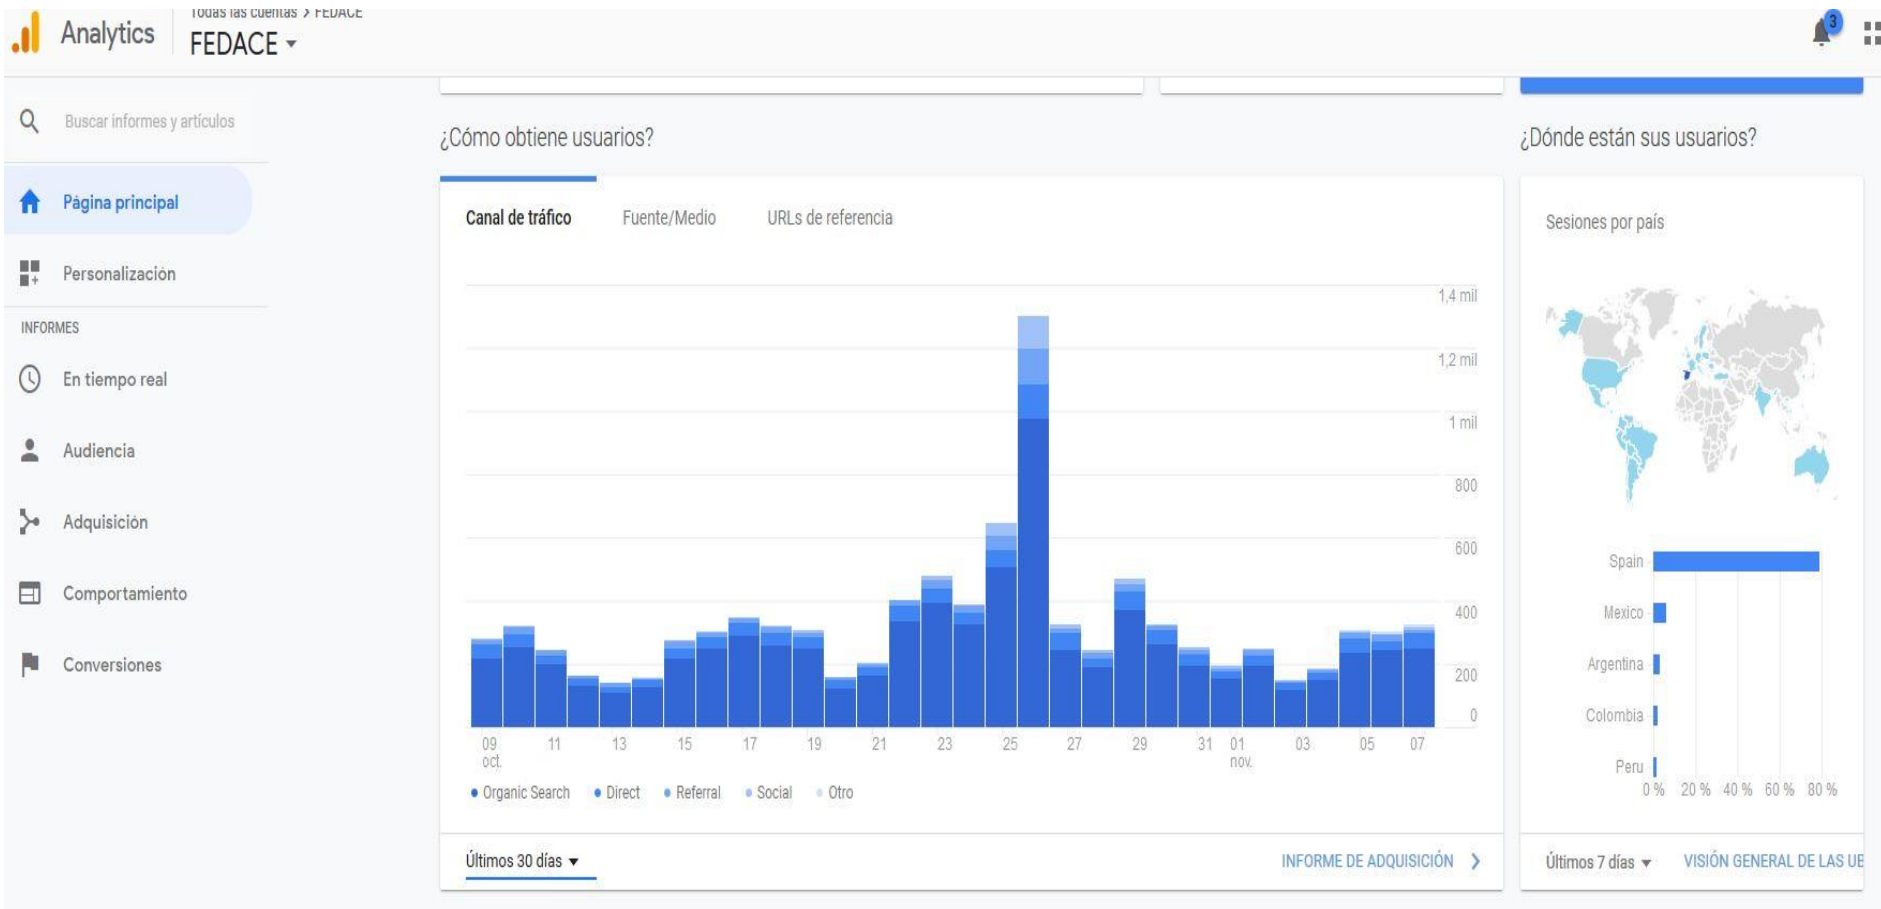 Todas las cuentas > FEDACE
Analytics
FEDACE
3
Buscar informes y artículos
Página principal
Personalización
INFORMES
En tiempo real
Audiencia
Adquisición
Comportamiento
Conversiones
¿Cómo obtiene usuarios?
Canal de tráfico Fuente/Medio URLs de referencia
1,4 mil
1,2 mil
1 mil
800
600
400
200
0
09 11 13 15 17 19 21 23 25 27 29 31 01 03 05 07
oct. nov.
Organic Search Direct Referral Social Otro
Últimos 30 días INFORME DE ADQUISICIÓN >
¿Dónde están sus usuarios?
Sesiones por país
Spain
Mexico
Argentina
Colombia
Peru
0 % 20 % 40 % 60 % 80 %
Últimos 7 días VISIÓN GENERAL DE LAS UB